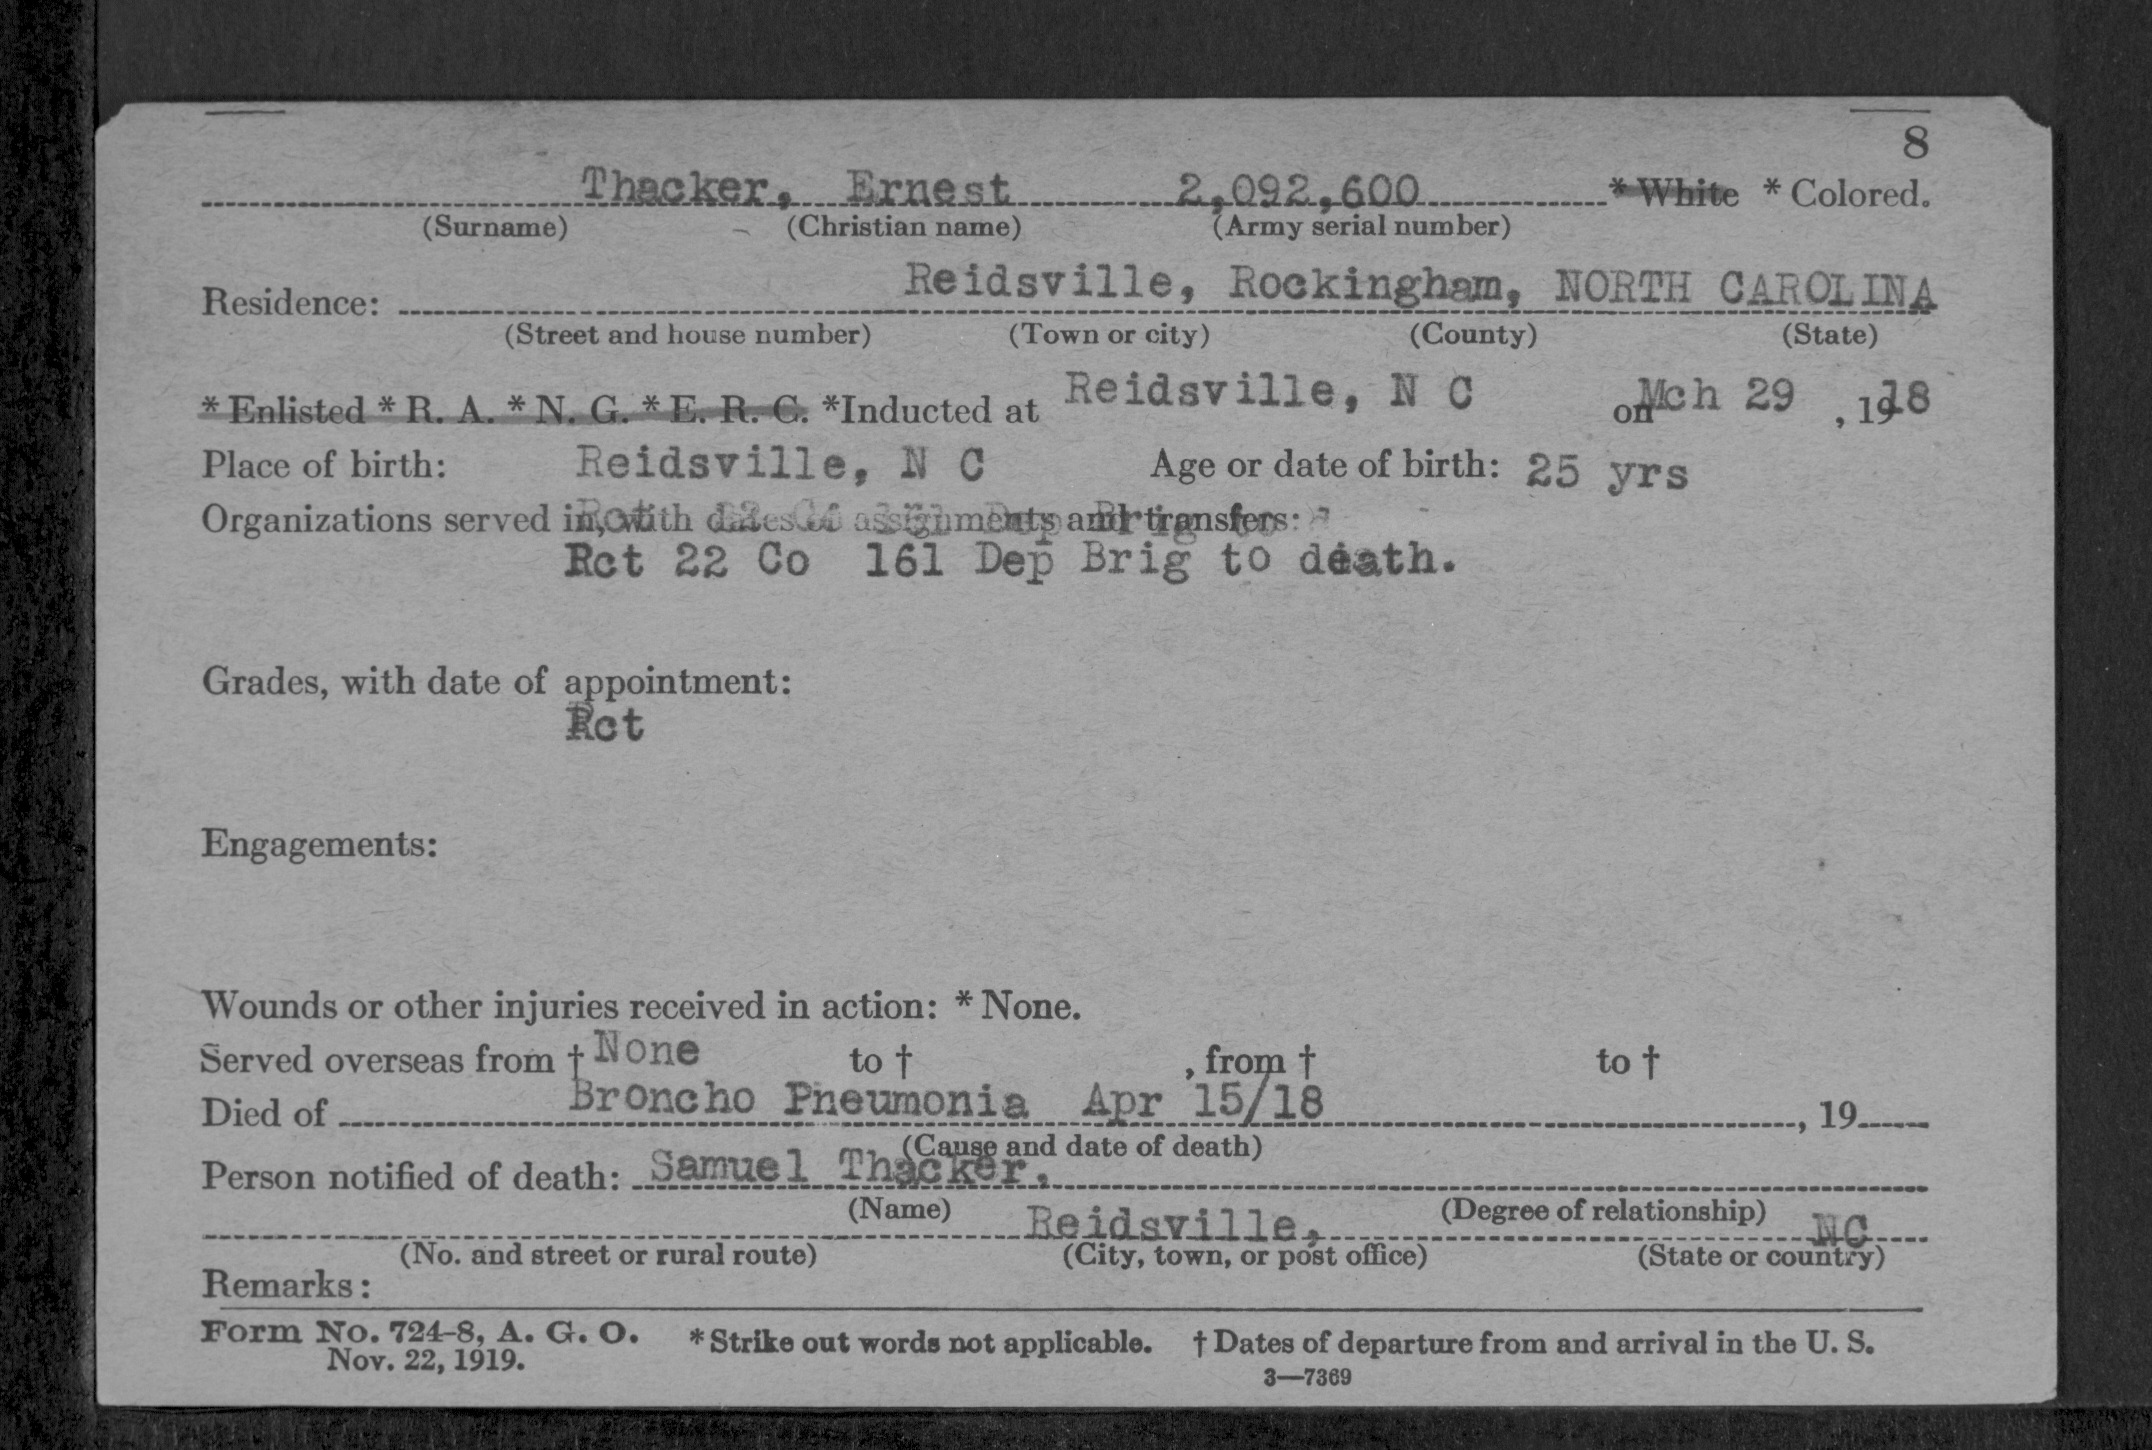 8
Thacker, Ernest 2,092,600 * White * Colored.
(Surname) (Christian name) (Army serial number)
Reidsville, Rockingham, NORTH CAROLINA
Residence:
(Street and house number) (Town or city) (County) (State)
* Enlisted * R. A. * N. G. * E. R. C. *Inducted at Reidsville, N C on Mch 29, 1918
Place of birth: Reidsville, N C Age or date of birth: 25 yrs
Organizations served in, with dates of assignments and transfers:
Rct 22 Co 161 Dep Brig to death.
Grades, with date of appointment:
Rct
Engagements:
Wounds or other injuries received in action: * None.
Served overseas from † None to † , from † to †
Died of Broncho Pneumonia Apr 15/18 , 19
(Cause and date of death)
Person notified of death: Samuel Thacker,
(Name) (Degree of relationship)
Reidsville, NC
(No. and street or rural route) (City, town, or post office) (State or country)
Remarks:
Form No. 724-8, A. G. O. * Strike out words not applicable. † Dates of departure from and arrival in the U. S.
Nov. 22, 1919.
3—7369